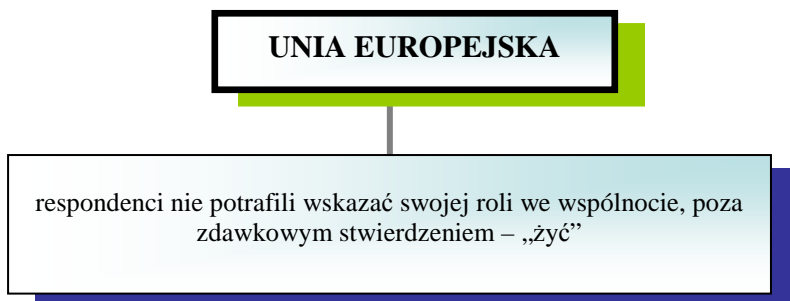 UNIA EUROPEJSKA
respondenci nie potrafili wskazać swojej roli we wspólnocie, poza
zdawkowym stwierdzeniem – „żyć”